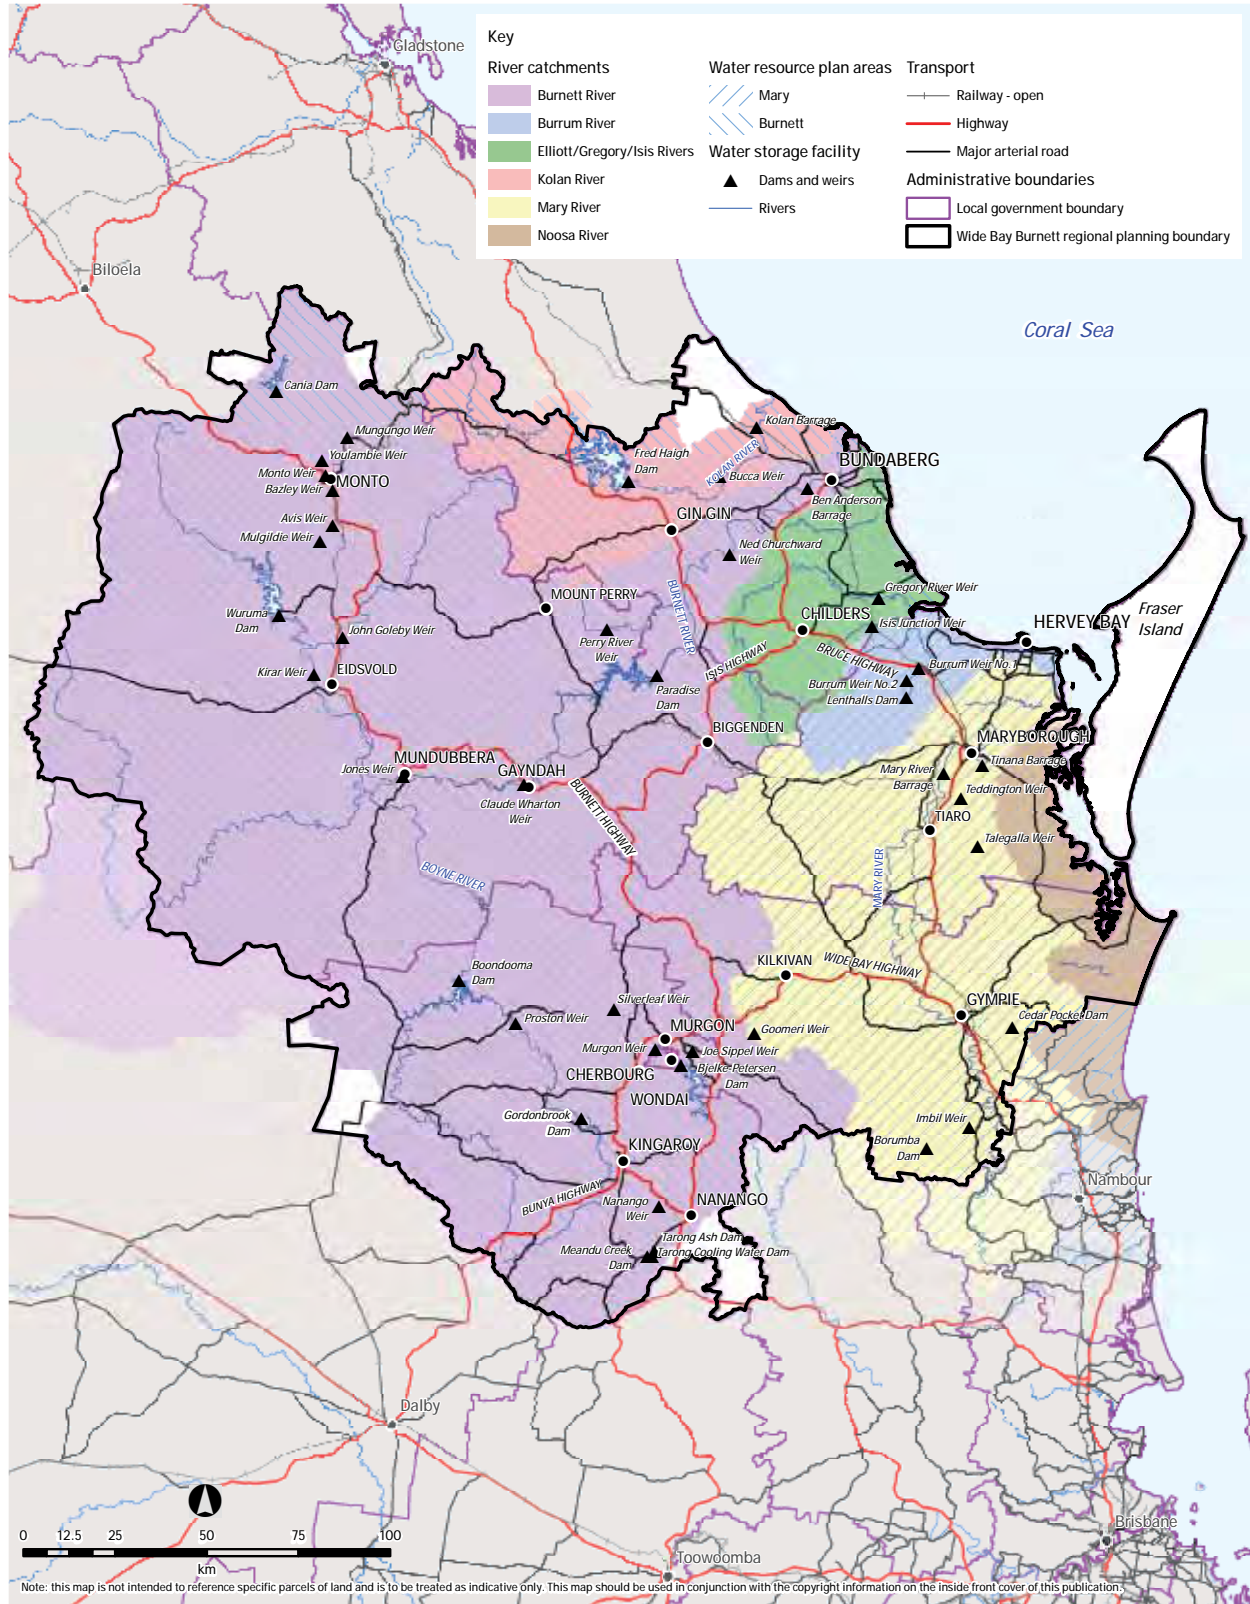 Key
River catchments
Burnett River
Burrum River
Elliott/Gregory/Isis Rivers
Kolan River
Mary River
Noosa River
Water resource plan areas
Mary
Burnett
Water storage facility
Dams and weirs
Rivers
Transport
Railway - open
Highway
Major arterial road
Administrative boundaries
Local government boundary
Wide Bay Burnett regional planning boundary
Gladstone
Biloela
Coral Sea
Cania Dam
Mungungo Weir
Youlambie Weir
Monto Weir
MONTO
Bazley Weir
Avis Weir
Mulgildie Weir
Kolan Barrage
KOLAN RIVER
Fred Haigh
Dam
Bucca Weir
BUNDABERG
Ben Anderson
Barrage
GIN GIN
Ned Churchward
Weir
BURNETT RIVER
MOUNT PERRY
Perry River
Weir
Wuruma
Dam
John Goleby Weir
Kirar Weir
EIDSVOLD
Gregory River Weir
CHILDERS
Isis Junction Weir
HERVEY BAY
Fraser
Island
ISIS HIGHWAY
BRUCE HIGHWAY
Burrum Weir No.1
Burrum Weir No.2
Lenthalls Dam
Paradise
Dam
BIGGENDEN
MARYBOROUGH
Tinana Barrage
Mary River
Barrage
Teddington Weir
TIARO
Talegalla Weir
MUNDUBBERA
Jones Weir
GAYNDAH
Claude Wharton
Weir
BURNETT HIGHWAY
BOYNE RIVER
MARY RIVER
KILKIVAN
WIDE BAY HIGHWAY
GYMPIE
Cedar Pocket Dam
Boondooma
Dam
Proston Weir
Silverleaf Weir
MURGON
Goomeri Weir
Murgon Weir
Joe Sippel Weir
CHERBOURG
Bjelke-Petersen
Dam
WONDAI
Gordonbrook
Dam
Imbil Weir
Borumba
Dam
KINGAROY
BUNYA HIGHWAY
Nanango
Weir
NANANGO
Nambour
Tarong Ash Dam
Meandu Creek
Dam
Tarong Cooling Water Dam
Dalby
Toowoomba
Brisbane
0 12.5 25 50 75 100
km
Note: this map is not intended to reference specific parcels of land and is to be treated as indicative only. This map should be used in conjunction with the copyright information on the inside front cover of this publication.